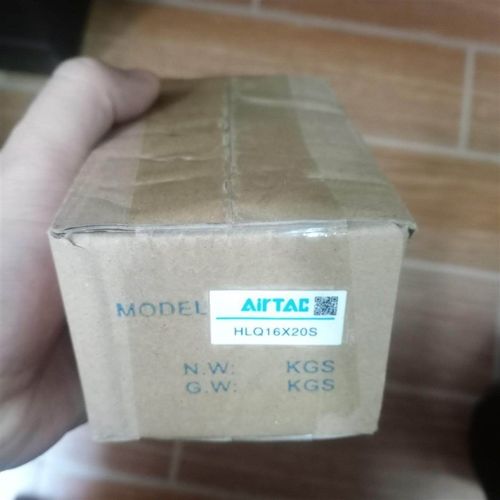 MODEL AirTAC
HLQ16X20S
N.W: KGS
G.W: KGS